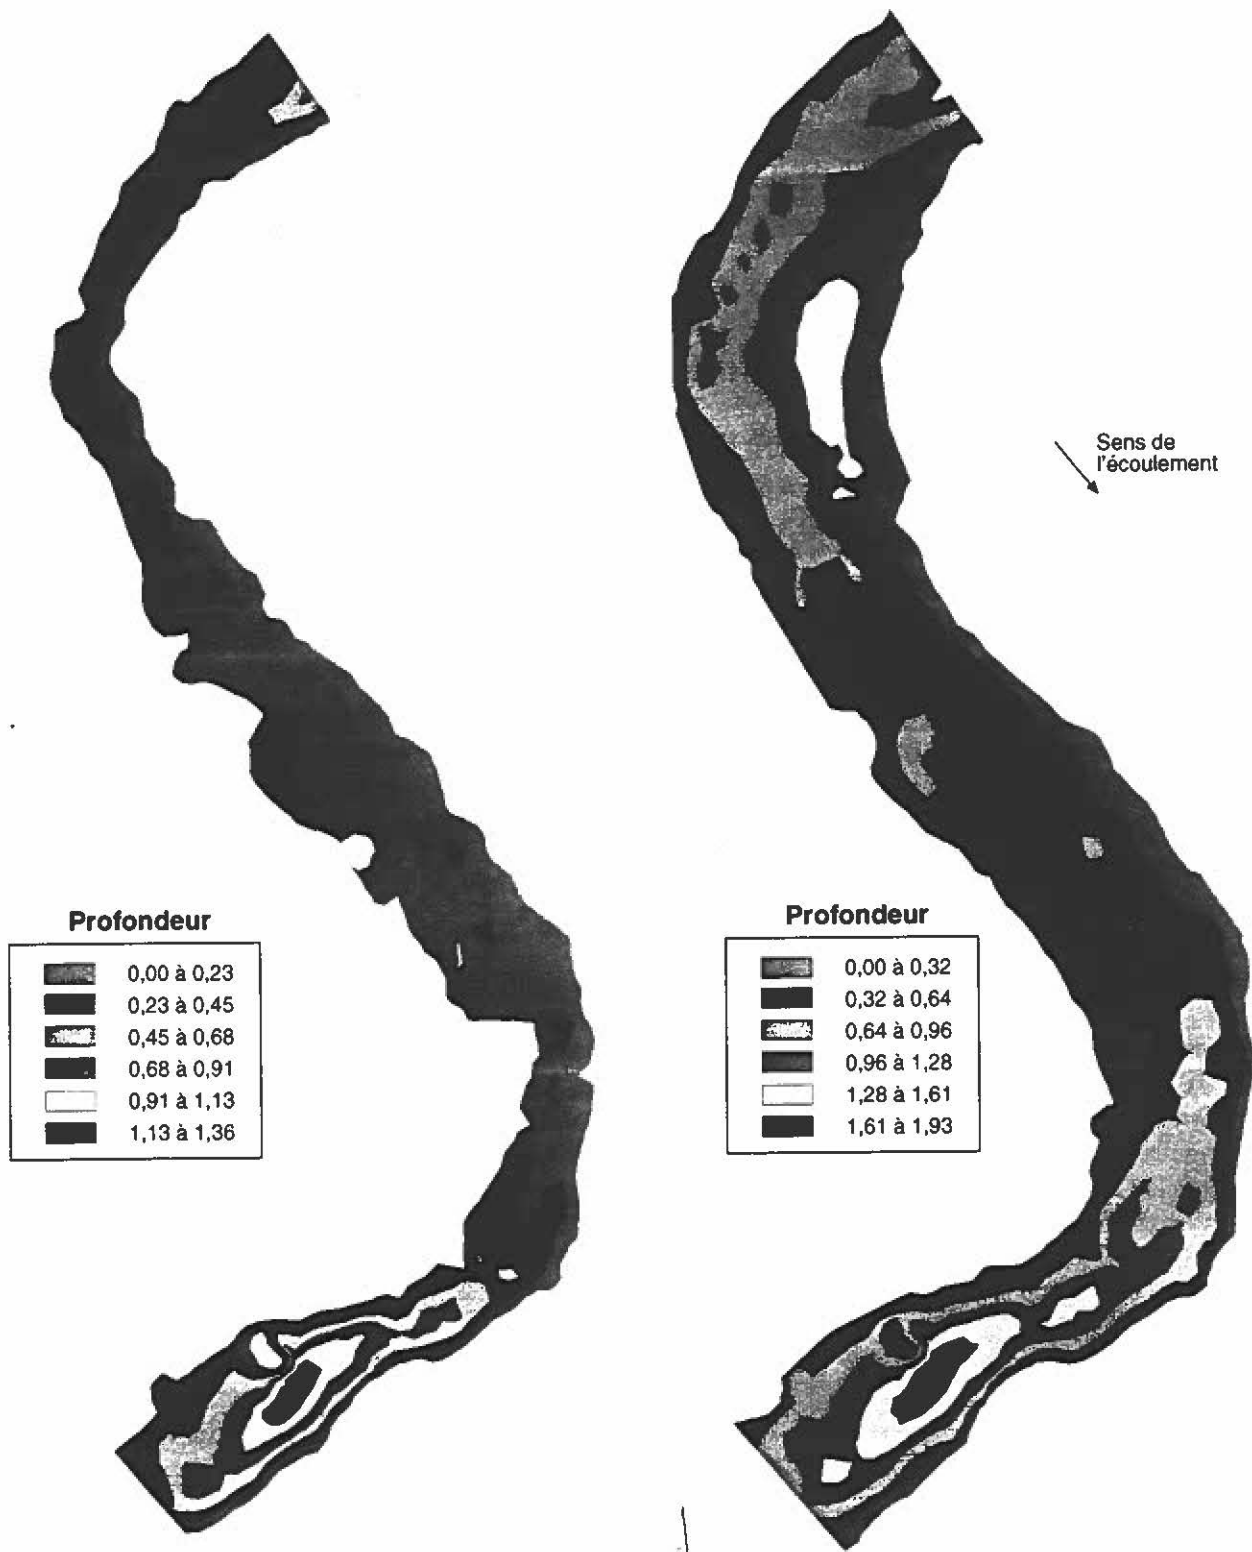 Sens de
l'écoulement
Profondeur
0,00 à 0,23
0,23 à 0,45
0,45 à 0,68
0,68 à 0,91
0,91 à 1,13
1,13 à 1,36
Profondeur
0,00 à 0,32
0,32 à 0,64
0,64 à 0,96
0,96 à 1,28
1,28 à 1,61
1,61 à 1,93